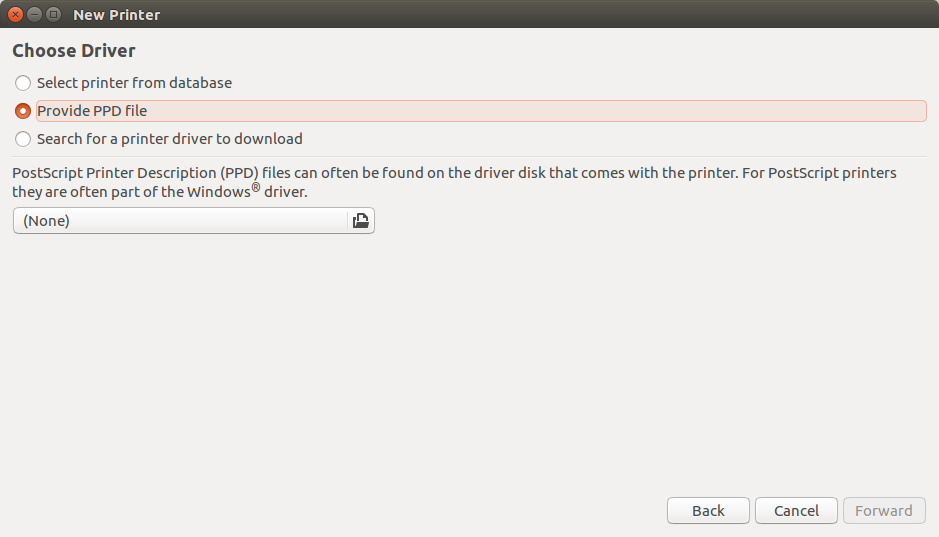 New Printer
Choose Driver
Select printer from database
Provide PPD file
Search for a printer driver to download
PostScript Printer Description (PPD) files can often be found on the driver disk that comes with the printer. For PostScript printers
they are often part of the Windows® driver.
(None)
Back
Cancel
Forward